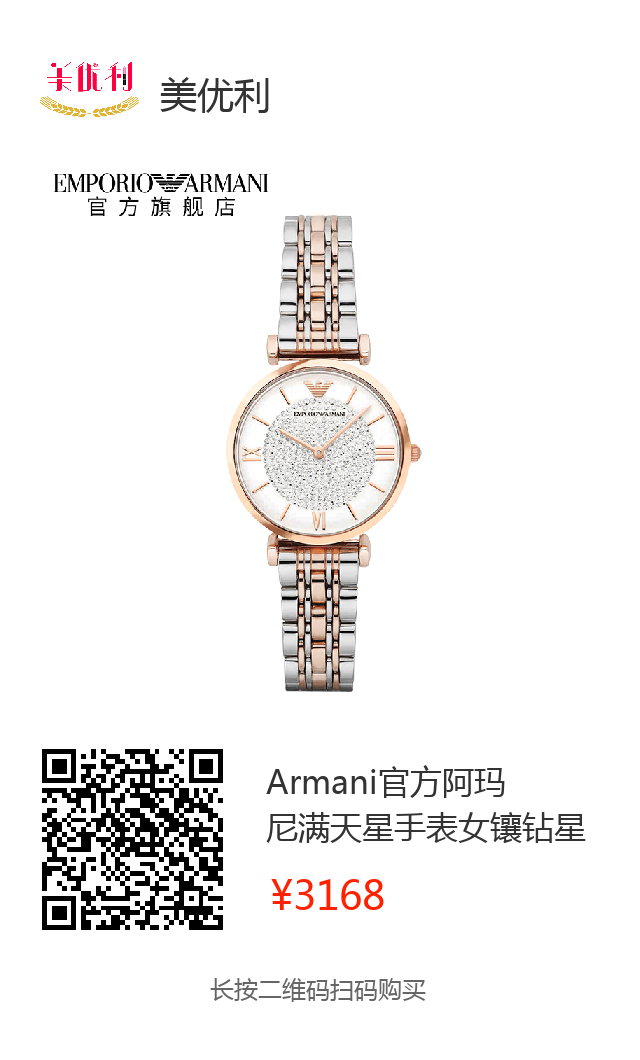 美优利
美优利
EMPORIO ARMANI
官方旗舰店
EMPORIO ARMANI
Armani官方阿玛
尼满天星手表女镶钻星
¥3168
长按二维码扫码购买